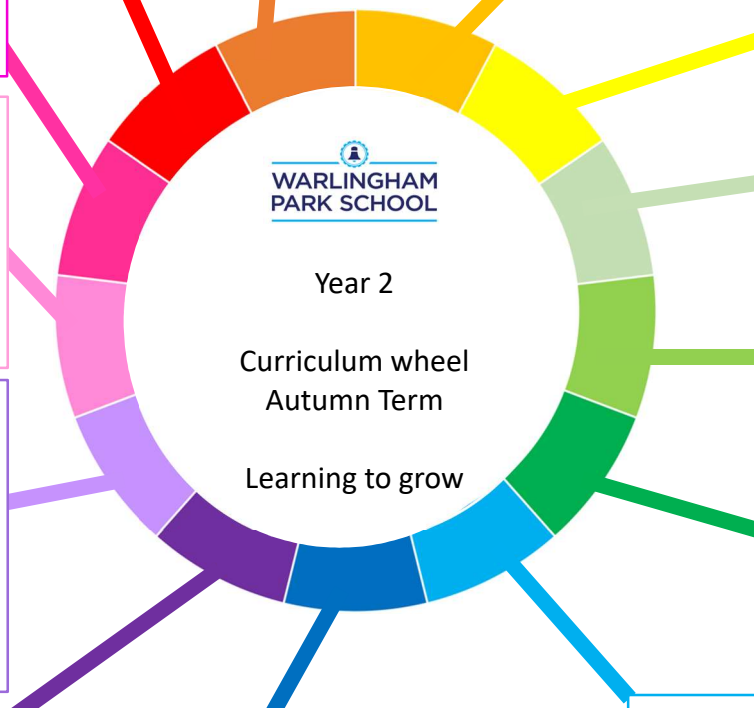 WARLINGHAM
PARK SCHOOL
Year 2
Curriculum wheel
Autumn Term
Learning to grow